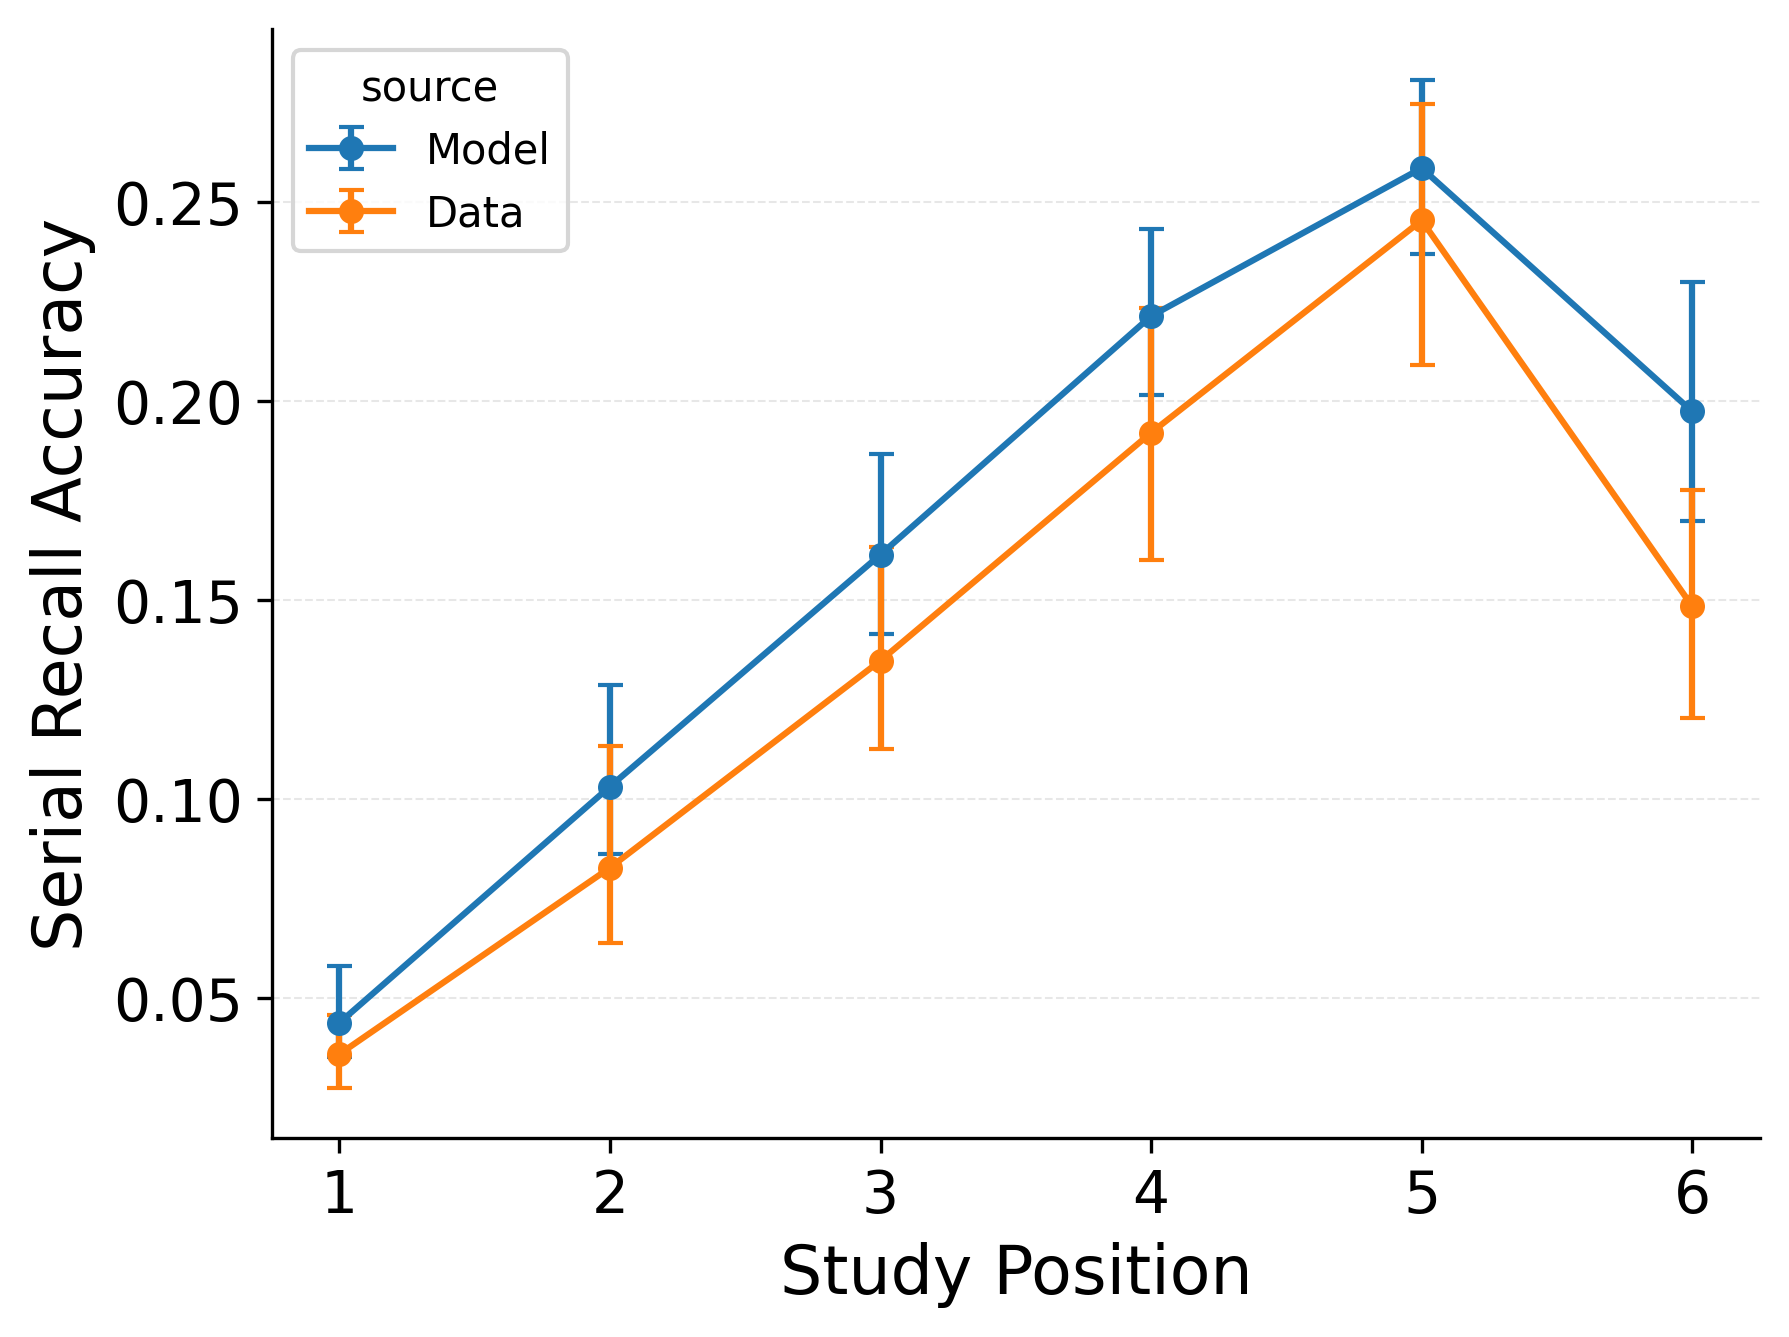 source
Model
Data
Serial Recall Accuracy
0.25
0.20
0.15
0.10
0.05
1 2 3 4 5 6
Study Position